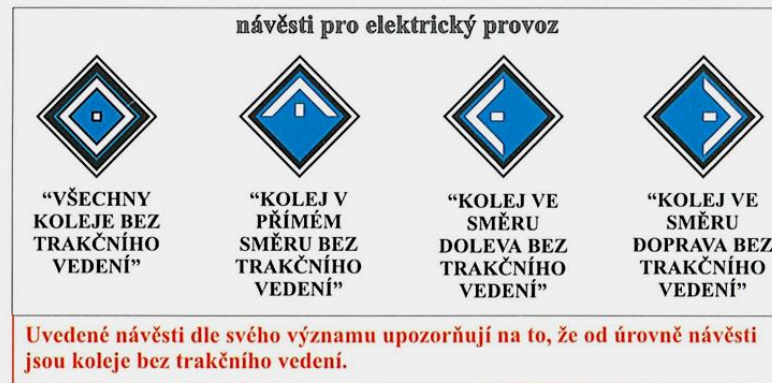 návěsti pro elektrický provoz
“VŠECHNY
KOLEJE BEZ
TRAKČNÍHO
VEDENÍ”
“KOLEJ V
PŘÍMÉM
SMĚRU BEZ
TRAKČNÍHO
VEDENÍ”
“KOLEJ VE
SMĚRU
DOLEVA BEZ
TRAKČNÍHO
VEDENÍ”
“KOLEJ VE
SMĚRU
DOPRAVA BEZ
TRAKČNÍHO
VEDENÍ”
Uvedené návěsti dle svého významu upozorňují na to, že od úrovně návěsti
jsou koleje bez trakčního vedení.